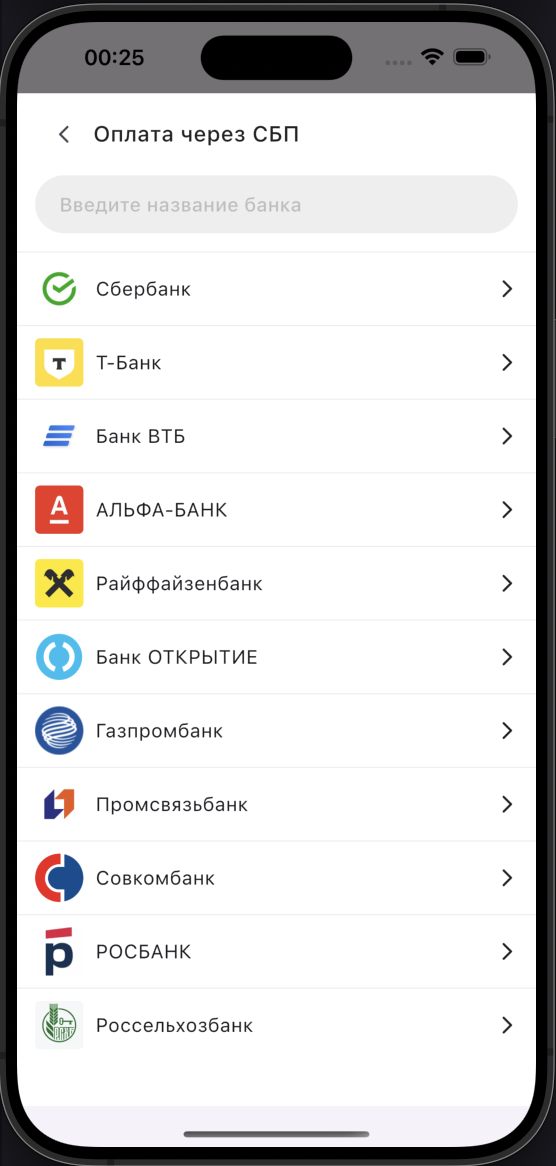 00:25
Оплата через СБП
Введите название банка
Сбербанк
Т
Т-Банк
Банк ВТБ
А
АЛЬФА-БАНК
Райффайзенбанк
Банк ОТКРЫТИЕ
Газпромбанк
Промсвязьбанк
Совкомбанк
р
РОСБАНК
Россельхозбанк